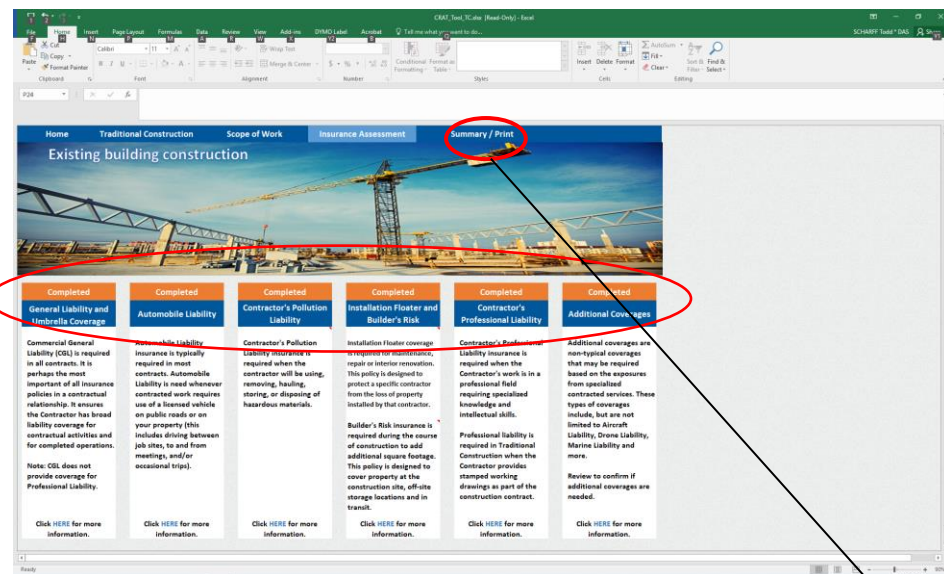 CRAT_Tool_TC.xlsx [Read-Only] - Excel
File Home Insert Page Layout Formulas Data Review View Add-ins DYMO Label Acrobat Tell me what you want to do...
SCHARFF Todd * DAS
Cut
Copy
Format Painter
Paste
Calibri 11
Wrap Text
Merge & Center
Conditional Formatting
Format as Table
Insert Delete Format
AutoSum
Fill
Clear
Sort & Filter
Find & Select
Clipboard Font Alignment Number Styles Cells Editing
Home Traditional Construction Scope of Work Insurance Assessment Summary / Print
Existing building construction
Completed
General Liability and
Umbrella Coverage
Commercial General
Liability (CGL) is required
in all contracts. It is
perhaps the most
important of all insurance
policies in a contractual
relationship. It ensures
the Contractor has broad
liability coverage for
contractual activities and
for completed operations.
Note: CGL does not
provide coverage for
Professional Liability.
Click HERE for more
information.
Completed
Automobile Liability
Automobile Liability
insurance is typically
required in most
contracts. Automobile
Liability is need whenever
contracted work requires
use of a licensed vehicle
on public roads or on
your property (this
includes driving between
job sites, to and from
meetings, and/or
occasional trips).
Click HERE for more
information.
Completed
Contractor's Pollution
Liability
Contractor's Pollution
Liability insurance is
required when the
contractor will be using,
removing, hauling,
storing, or disposing of
hazardous materials.
Click HERE for more
information.
Completed
Installation Floater and
Builder's Risk
Installation Floater coverage
is required for maintenance,
repair or interior renovation.
This policy is designed to
protect a specific contractor
from the loss of property
installed by that contractor.
Builder's Risk insurance is
required during the course
of construction to add
additional square footage.
This policy is designed to
cover property at the
construction site, off-site
storage locations and in
transit.
Click HERE for more
information.
Completed
Contractor's
Professional Liability
Contractor's Professional
Liability insurance is
required when the
Contractor's work is in a
professional field
requiring specialized
knowledge and
intellectual skills.
Professional liability is
required in Traditional
Construction when the
Contractor provides
stamped working
drawings as part of the
construction contract.
Click HERE for more
information.
Completed
Additional Coverages
Additional coverages are
non-typical coverages
that may be required
based on the exposures
from specialized
contracted services. These
types of coverages
include, but are not
limited to Aircraft
Liability, Drone Liability,
Marine Liability and
more.
Review to confirm if
additional coverages are
needed.
Click HERE for more
information.
Ready